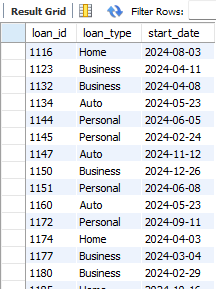 Result Grid Filter Rows:
loan_id loan_type start_date
1116 Home 2024-08-03
1123 Business 2024-04-11
1132 Business 2024-04-08
1134 Auto 2024-05-23
1144 Personal 2024-06-05
1145 Personal 2024-02-24
1147 Auto 2024-11-12
1150 Business 2024-12-26
1151 Personal 2024-06-08
1160 Auto 2024-05-23
1172 Personal 2024-09-11
1174 Home 2024-04-03
1177 Business 2024-03-04
1180 Business 2024-02-29